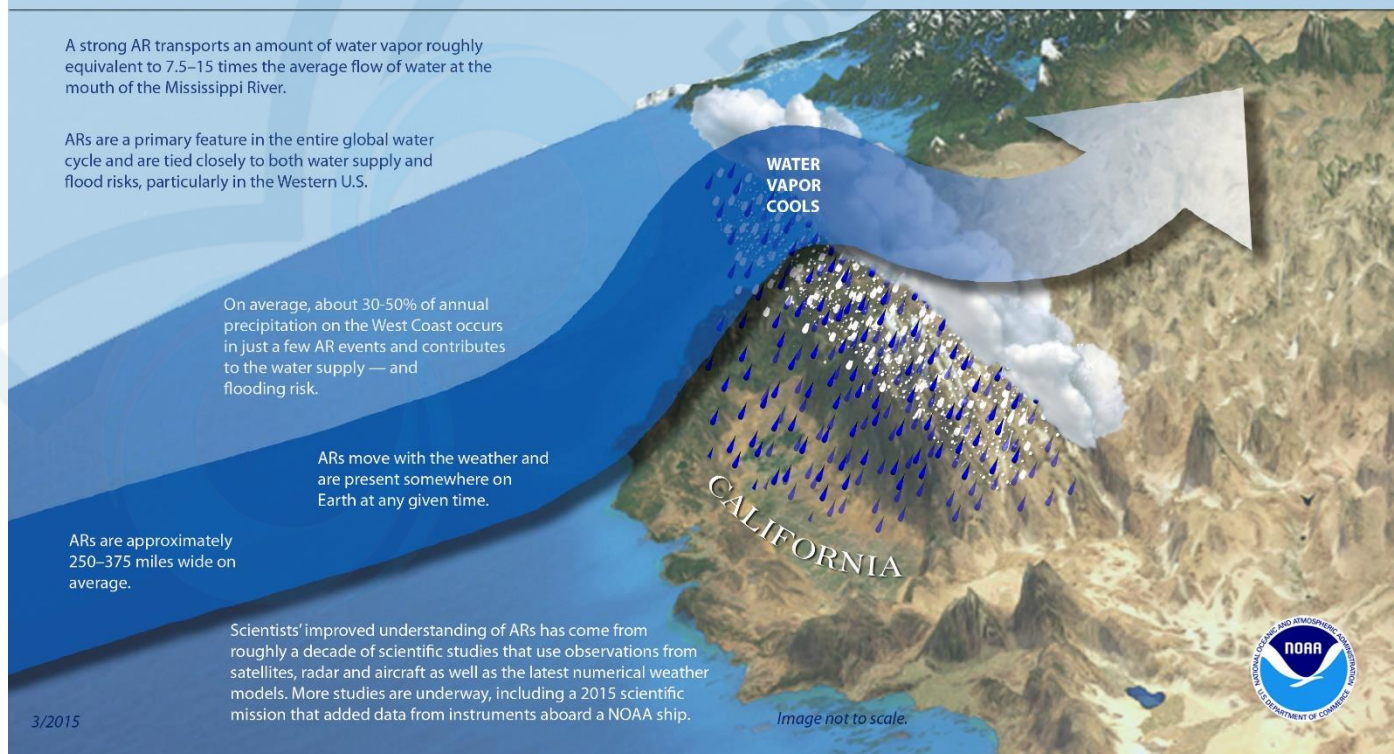 A strong AR transports an amount of water vapor roughly
equivalent to 7.5–15 times the average flow of water at the
mouth of the Mississippi River.
ARs are a primary feature in the entire global water
cycle and are tied closely to both water supply and
flood risks, particularly in the Western U.S.
WATER
VAPOR
COOLS
On average, about 30-50% of annual
precipitation on the West Coast occurs
in just a few AR events and contributes
to the water supply — and
flooding risk.
ARs move with the weather and
are present somewhere on
Earth at any given time.
CALIFORNIA
ARs are approximately
250–375 miles wide on
average.
Scientists’ improved understanding of ARs has come from
roughly a decade of scientific studies that use observations from
satellites, radar and aircraft as well as the latest numerical weather
models. More studies are underway, including a 2015 scientific
mission that added data from instruments aboard a NOAA ship.
3/2015
Image not to scale.
NATIONAL OCEANIC AND ATMOSPHERIC ADMINISTRATION
NOAA
U.S. DEPARTMENT OF COMMERCE